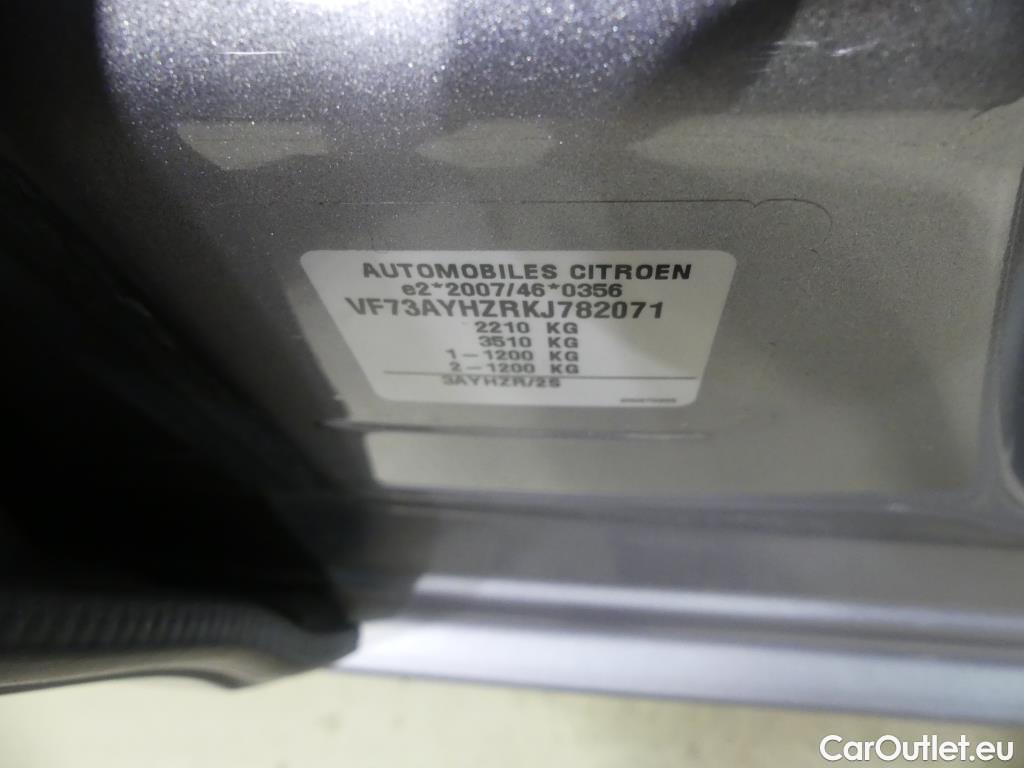 AUTOMOBILES CITROEN
e2*2007/46*0356
VF73AYHZRKJ782071
2210 KG
3510 KG
1-1200 KG
2-1200 KG
3AYHZR/2S
CarOutlet.eu